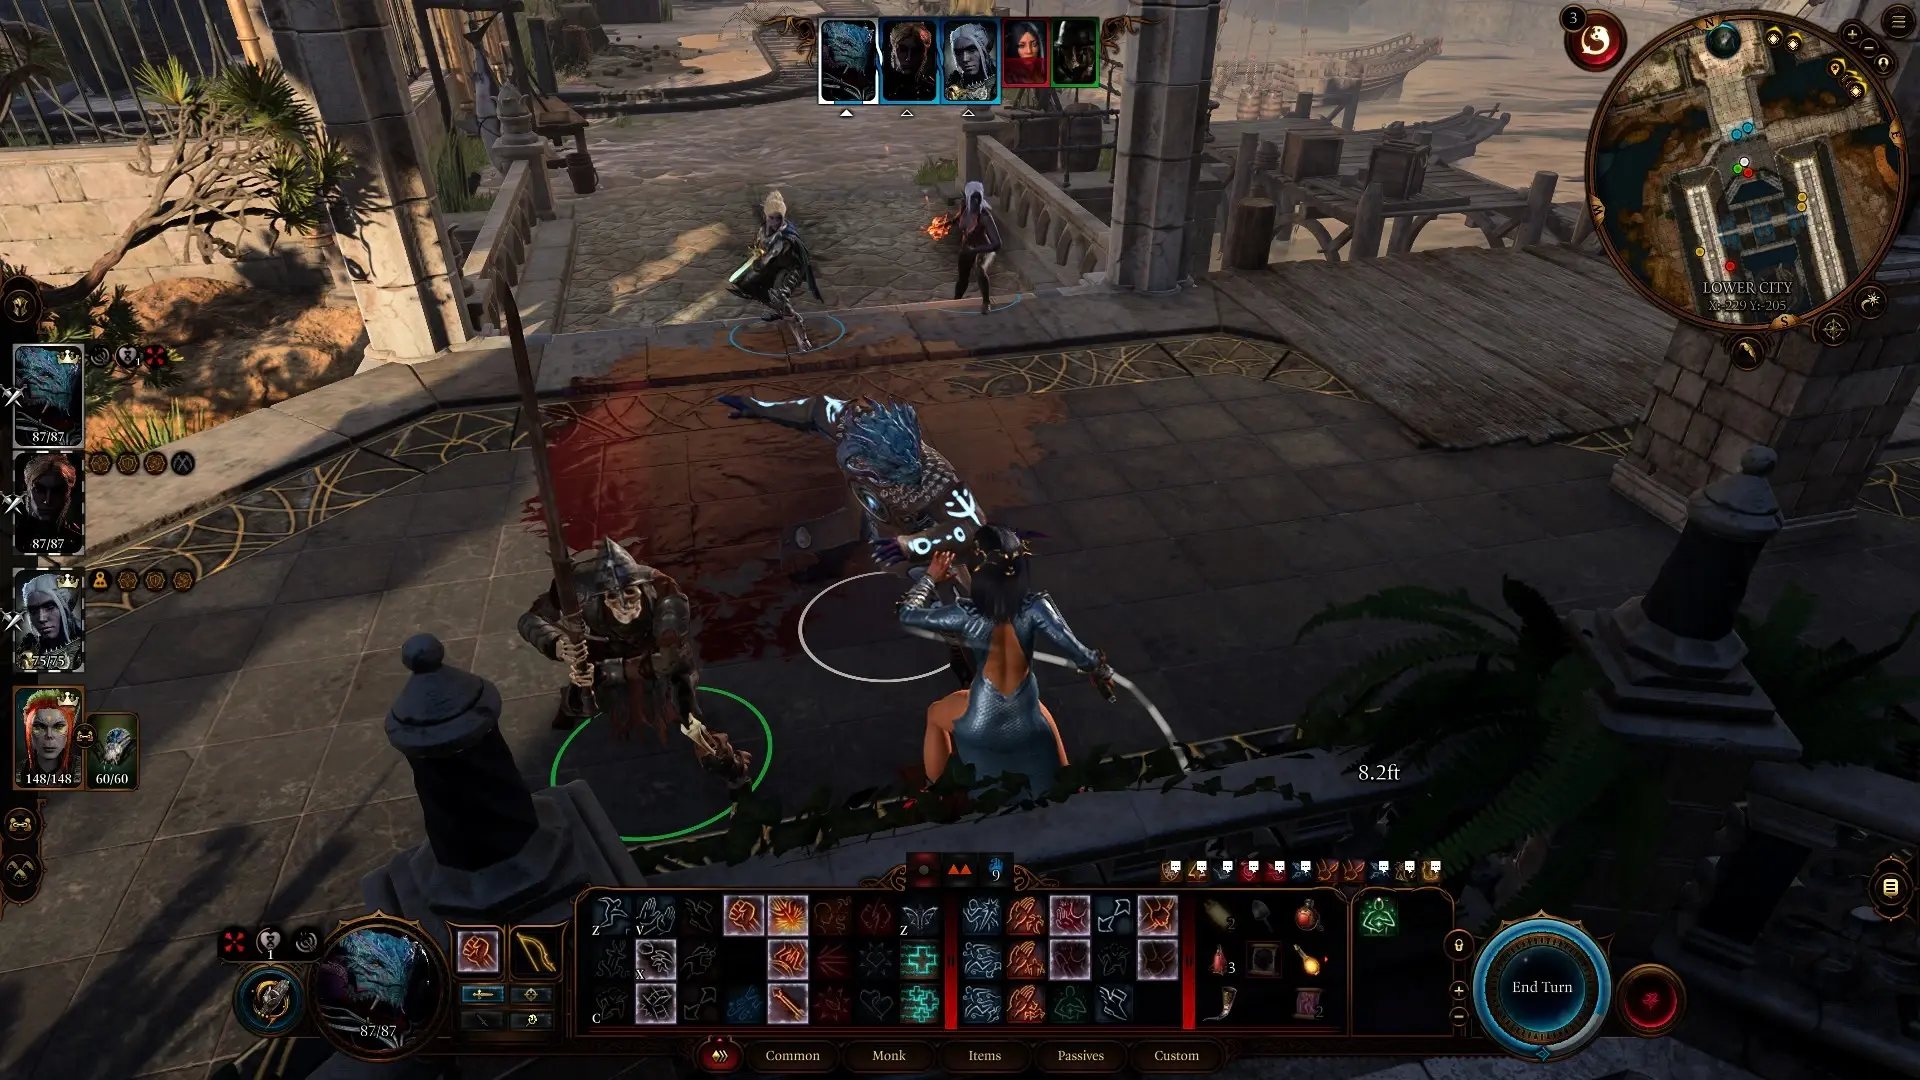 3
N
E
W
S
LOWER CITY
X:-229 Y:-205
87/87
87/87
75/75
148/148
60/60
8.2ft
9
Z
V
Z
2
X
3
C
2
1
87/87
End Turn
Common
Monk
Items
Passives
Custom